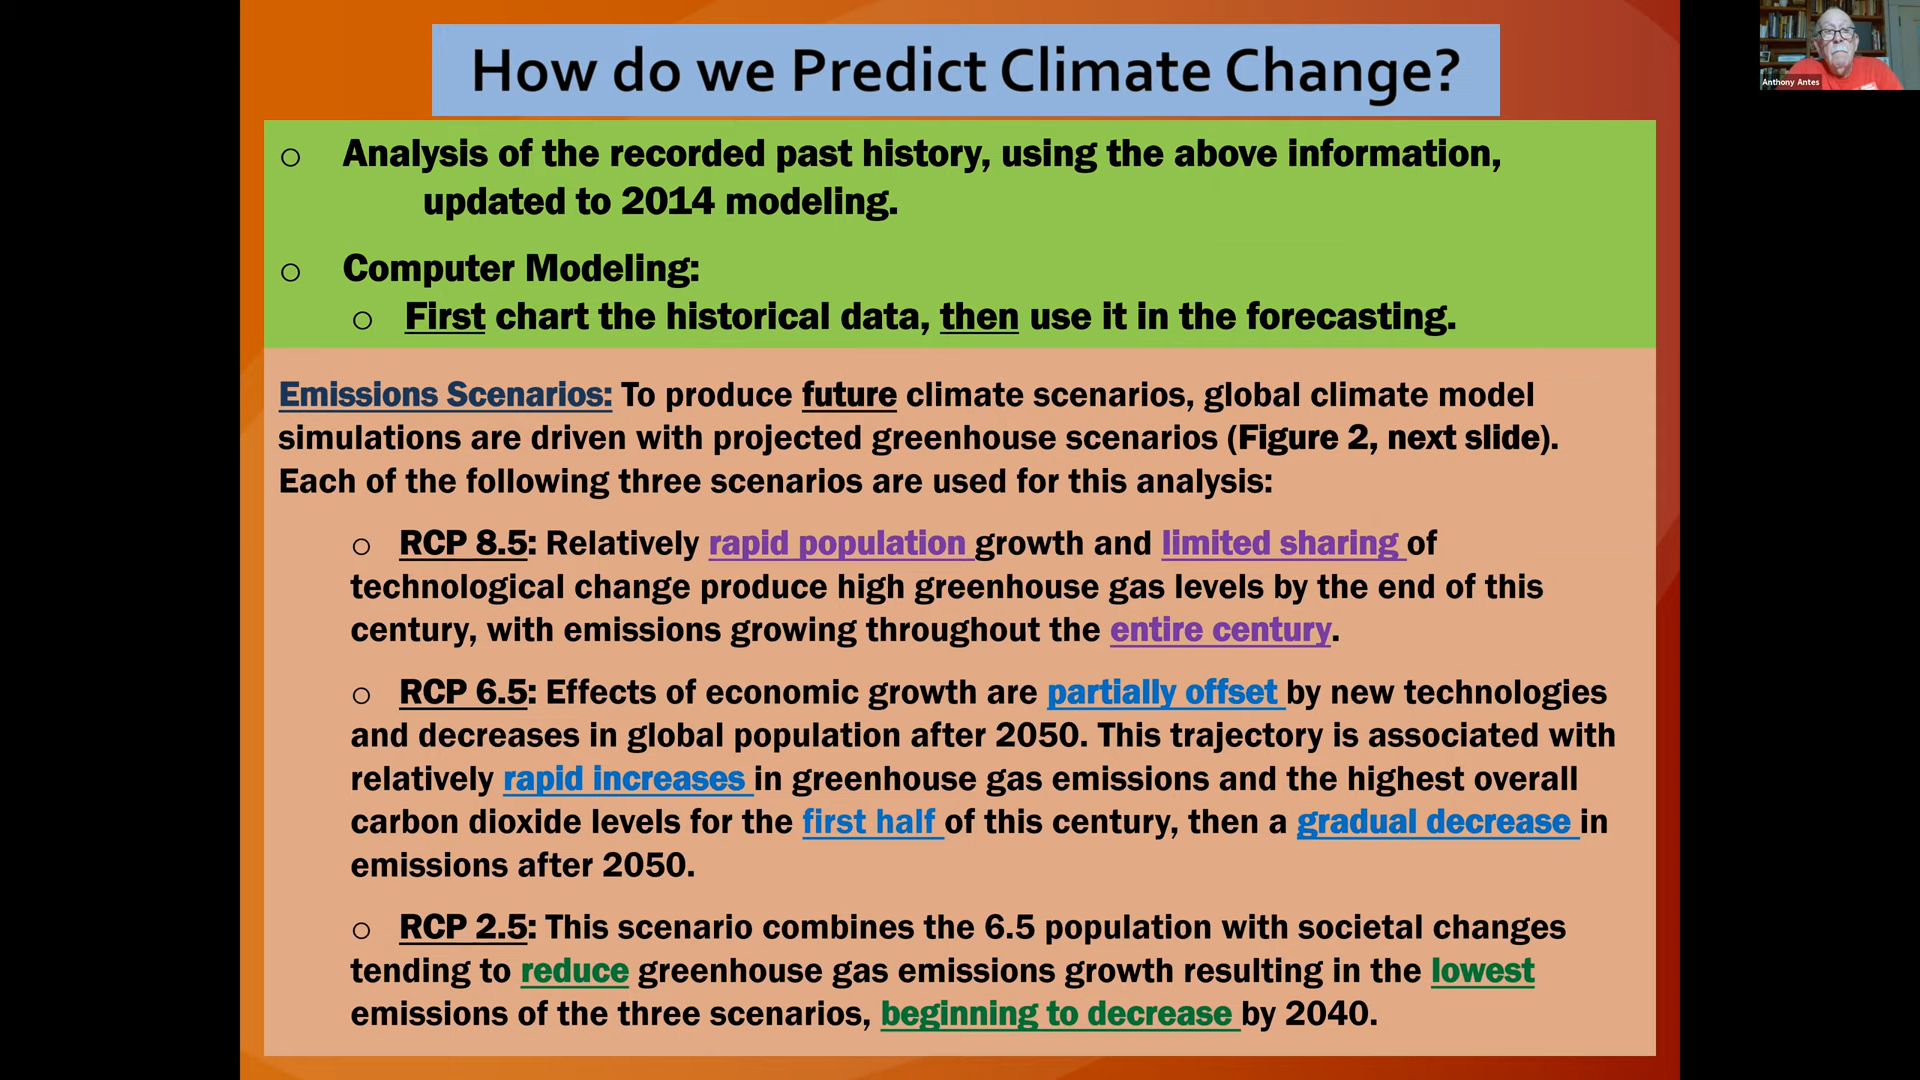 How do we Predict Climate Change?
Anthony Antes
o Analysis of the recorded past history, using the above information,
updated to 2014 modeling.
o Computer Modeling:
o First chart the historical data, then use it in the forecasting.
Emissions Scenarios: To produce future climate scenarios, global climate model
simulations are driven with projected greenhouse scenarios (Figure 2, next slide).
Each of the following three scenarios are used for this analysis:
o RCP 8.5: Relatively rapid population growth and limited sharing of
technological change produce high greenhouse gas levels by the end of this
century, with emissions growing throughout the entire century.
o RCP 6.5: Effects of economic growth are partially offset by new technologies
and decreases in global population after 2050. This trajectory is associated with
relatively rapid increases in greenhouse gas emissions and the highest overall
carbon dioxide levels for the first half of this century, then a gradual decrease in
emissions after 2050.
o RCP 2.5: This scenario combines the 6.5 population with societal changes
tending to reduce greenhouse gas emissions growth resulting in the lowest
emissions of the three scenarios, beginning to decrease by 2040.